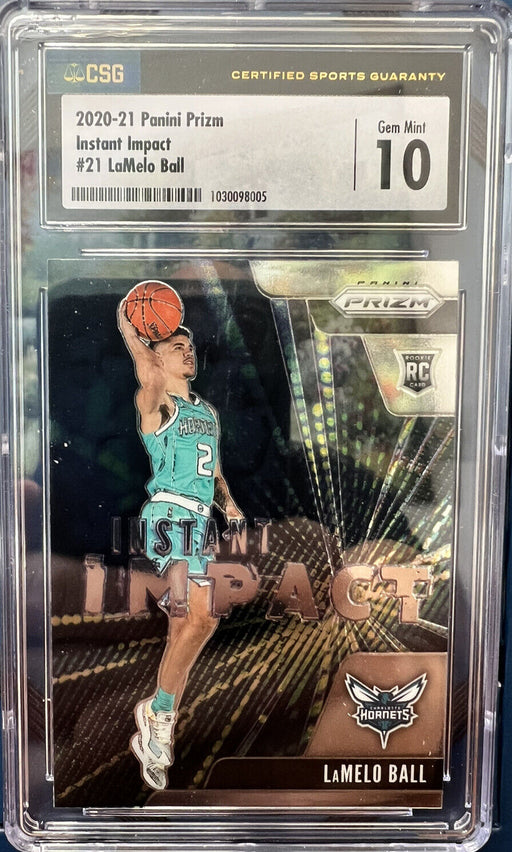 CSG
CERTIFIED SPORTS GUARANTY
2020-21 Panini Prizm
Instant Impact
#21 LaMelo Ball
Gem Mint
10
1030098005
PANINI
PRIZM
ROOKIE
RC
CARD
HORNETS
2
INSTANT
IMPACT
CHARLOTTE
HORNETS
LAMELO BALL